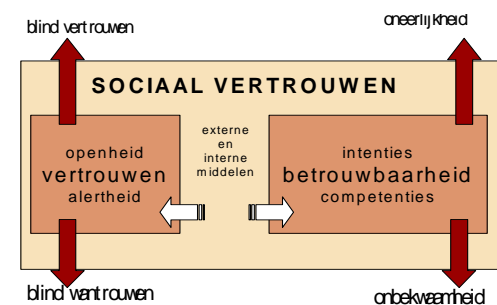 blind vertrouwen
oneerlijkheid
SOCIAAL VERTROUWEN
openheid
vertrouwen
alertheid
externe
en
interne
middelen
intenties
betrouwbaarheid
competenties
blind wantrouwen
onbekwaamheid